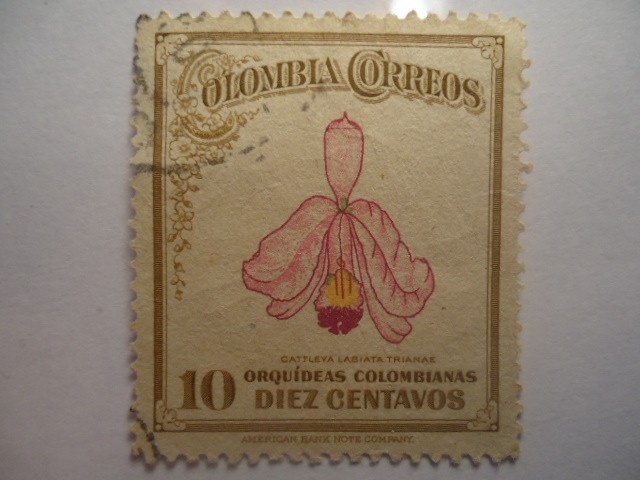 COLOMBIA CORREOS
CATTLEYA LABIATA TRIANAE
10 ORQUÍDEAS COLOMBIANAS
DIEZ CENTAVOS
AMERICAN BANK NOTE COMPANY.